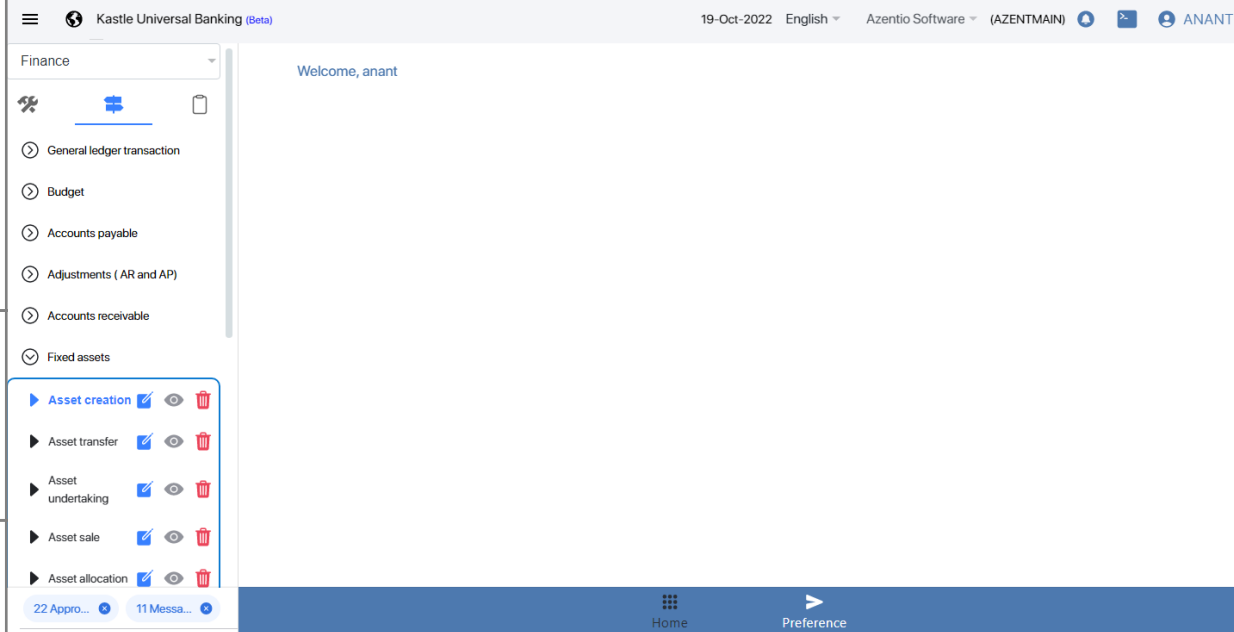 Kastle Universal Banking (Beta)
19-Oct-2022 English Azentio Software (AZENTMAIN) ANANT
Finance
Welcome, anant
General ledger transaction
Budget
Accounts payable
Adjustments ( AR and AP)
Accounts receivable
Fixed assets
Asset creation
Asset transfer
Asset
undertaking
Asset sale
Asset allocation
22 Appro... 11 Messa...
Home
Preference